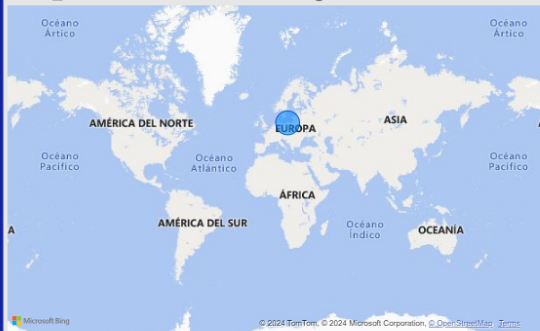 Océano
Ártico
Océano
Ártico
AMÉRICA DEL NORTE
EUROPA
ASIA
Océano
Pacífico
Océano
Atlántico
Océano
Pacífico
ÁFRICA
A
AMÉRICA DEL SUR
Océano
Índico
OCEANÍA
Microsoft Bing
© 2024 TomTom, © 2024 Microsoft Corporation, © OpenStreetMap Terms